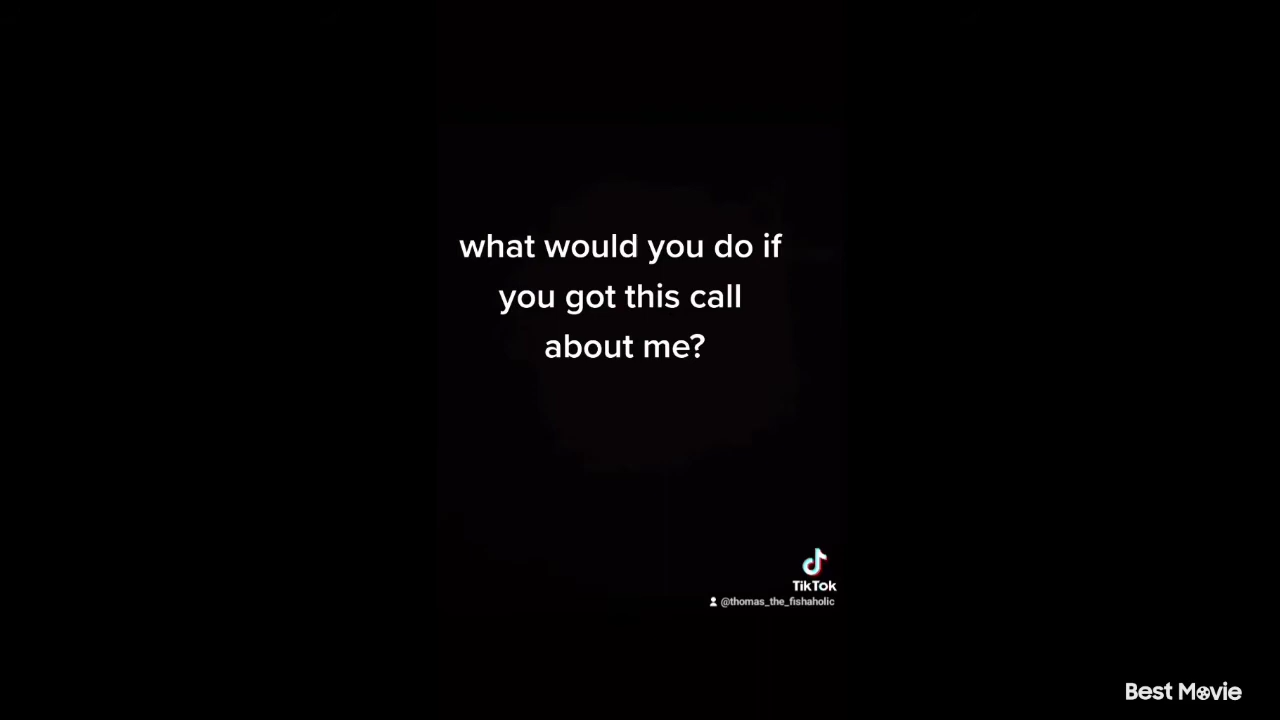 what would you do if
you got this call
about me?
TikTok
@thomas_the_fishaholic
Best Movie